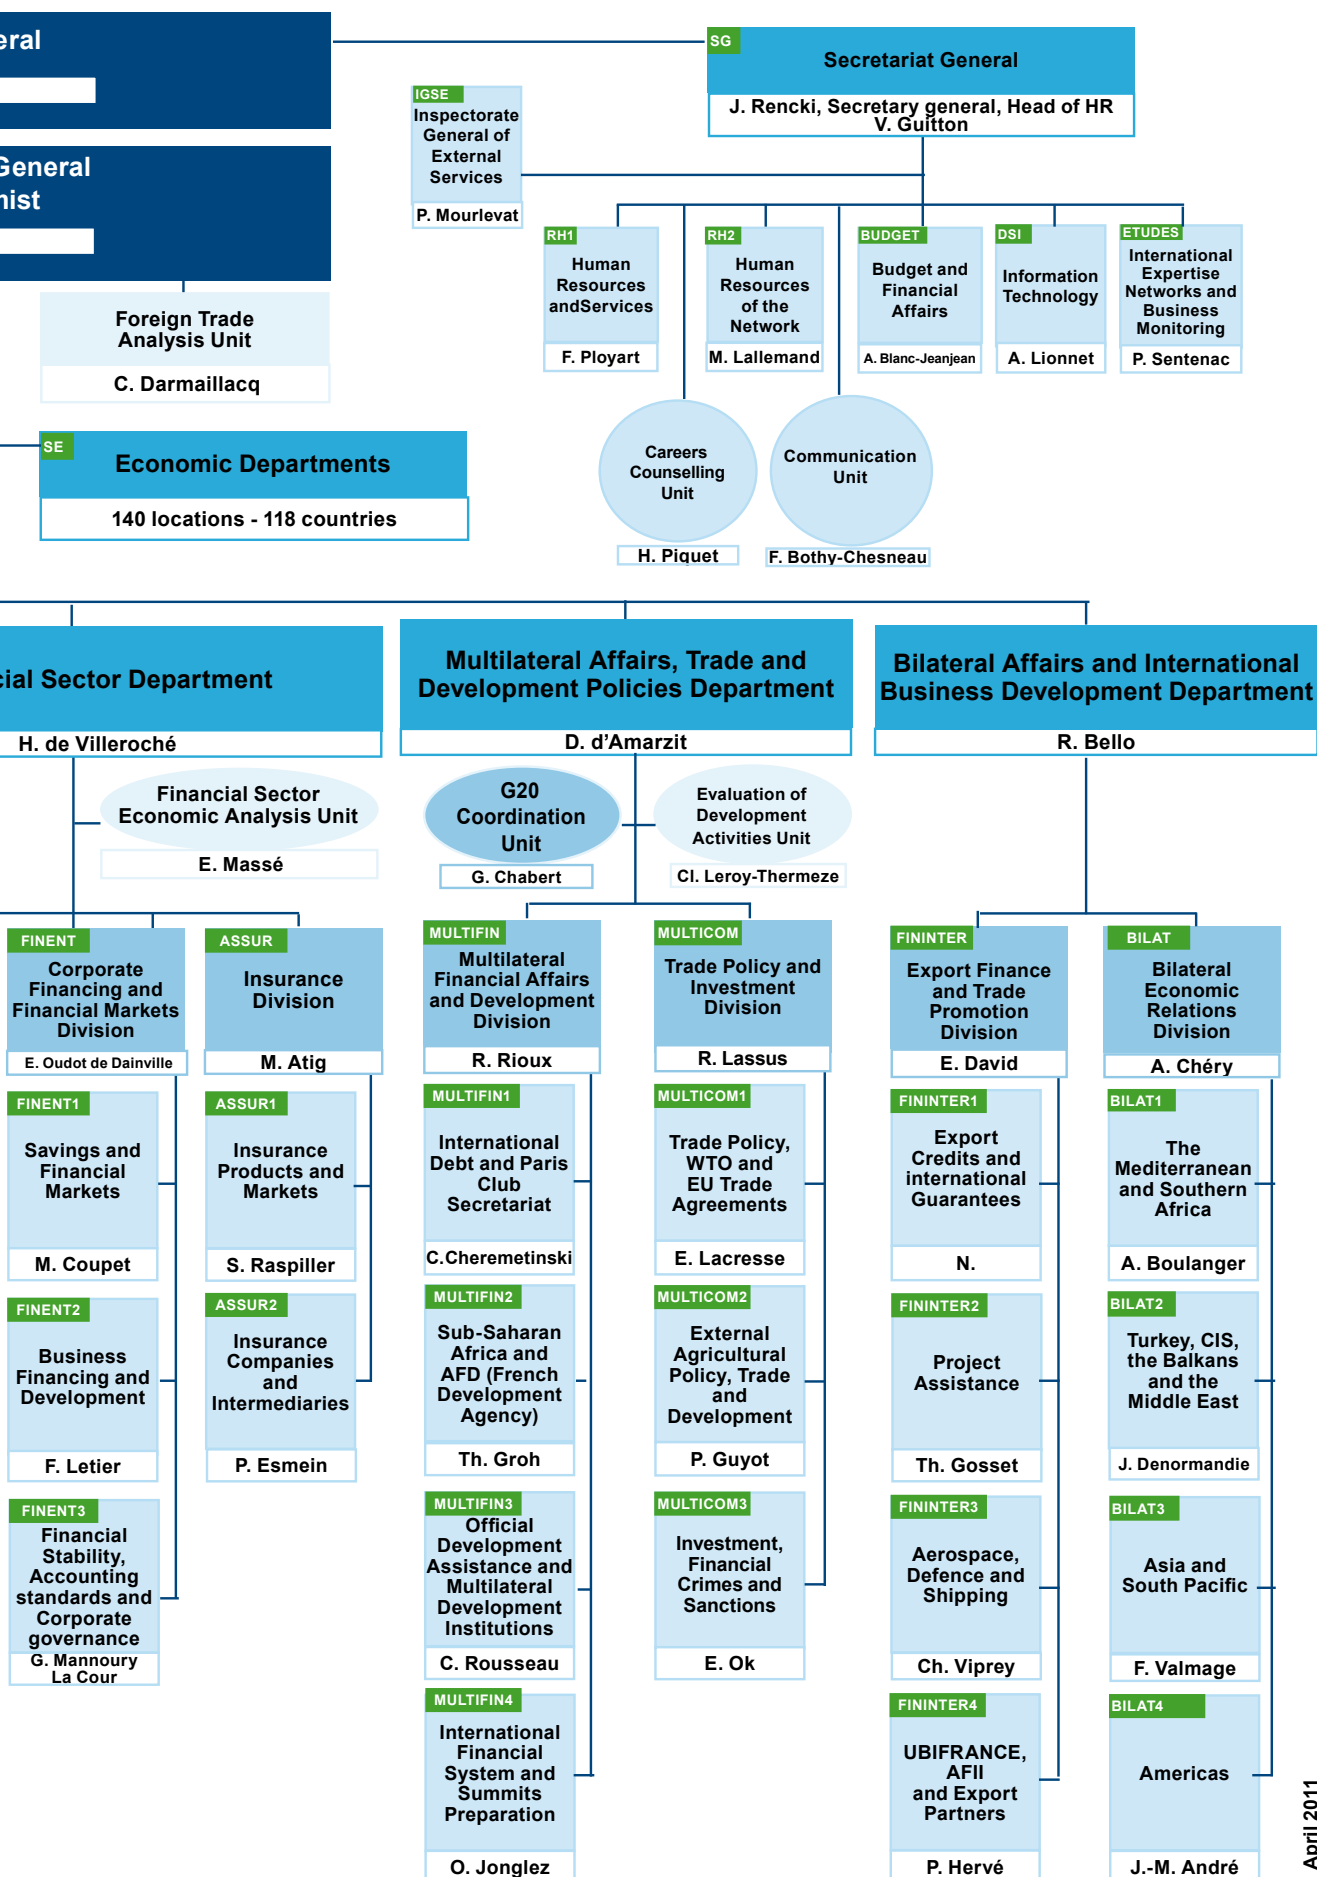 eral
SG
Secretariat General
J. Rencki, Secretary general, Head of HR
V. Guitton
IGSE
Inspectorate
General of
External
Services
P. Mourlevat
General
mist
RH1
Human
Resources
andServices
F. Ployart
RH2
Human
Resources
of the
Network
M. Lallemand
BUDGET
Budget and
Financial
Affairs
A. Blanc-Jeanjean
DSI
Information
Technology
A. Lionnet
ETUDES
International
Expertise
Networks and
Business
Monitoring
P. Sentenac
Foreign Trade
Analysis Unit
C. Darmaillacq
SE
Economic Departments
140 locations - 118 countries
Careers
Counselling
Unit
H. Piquet
Communication
Unit
F. Bothy-Chesneau
cial Sector Department
H. de Villeroché
Multilateral Affairs, Trade and
Development Policies Department
D. d’Amarzit
Bilateral Affairs and International
Business Development Department
R. Bello
Financial Sector
Economic Analysis Unit
E. Massé
G20
Coordination
Unit
G. Chabert
Evaluation of
Development
Activities Unit
Cl. Leroy-Thermeze
FINENT
Corporate
Financing and
Financial Markets
Division
E. Oudot de Dainville
FINENT1
Savings and
Financial
Markets
M. Coupet
FINENT2
Business
Financing and
Development
F. Letier
FINENT3
Financial
Stability,
Accounting
standards and
Corporate
governance
G. Mannoury
La Cour
ASSUR
Insurance
Division
M. Atig
ASSUR1
Insurance
Products and
Markets
S. Raspiller
ASSUR2
Insurance
Companies
and
Intermediaries
P. Esmein
MULTIFIN
Multilateral
Financial Affairs
and Development
Division
R. Rioux
MULTIFIN1
International
Debt and Paris
Club
Secretariat
C.Cheremetinski
MULTIFIN2
Sub-Saharan
Africa and
AFD (French
Development
Agency)
Th. Groh
MULTIFIN3
Official
Development
Assistance and
Multilateral
Development
Institutions
C. Rousseau
MULTIFIN4
International
Financial
System and
Summits
Preparation
O. Jonglez
MULTICOM
Trade Policy and
Investment
Division
R. Lassus
MULTICOM1
Trade Policy,
WTO and
EU Trade
Agreements
E. Lacresse
MULTICOM2
External
Agricultural
Policy, Trade
and
Development
P. Guyot
MULTICOM3
Investment,
Financial
Crimes and
Sanctions
E. Ok
FININTER
Export Finance
and Trade
Promotion
Division
E. David
FININTER1
Export
Credits and
international
Guarantees
N.
FININTER2
Project
Assistance
Th. Gosset
FININTER3
Aerospace,
Defence and
Shipping
Ch. Viprey
FININTER4
UBIFRANCE,
AFII
and Export
Partners
P. Hervé
BILAT
Bilateral
Economic
Relations
Division
A. Chéry
BILAT1
The
Mediterranean
and Southern
Africa
A. Boulanger
BILAT2
Turkey, CIS,
the Balkans
and the
Middle East
J. Denormandie
BILAT3
Asia and
South Pacific
F. Valmage
BILAT4
Americas
J.-M. André
April 2011